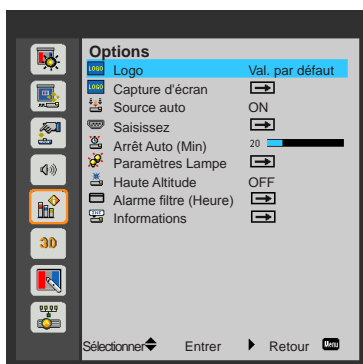 Options
Logo Val. par défaut
Capture d'écran
Source auto ON
Saisissez
Arrêt Auto (Min) 20
Paramètres Lampe
Haute Altitude OFF
Alarme filtre (Heure)
Informations
3D
Sélectionner Entrer Retour Menu